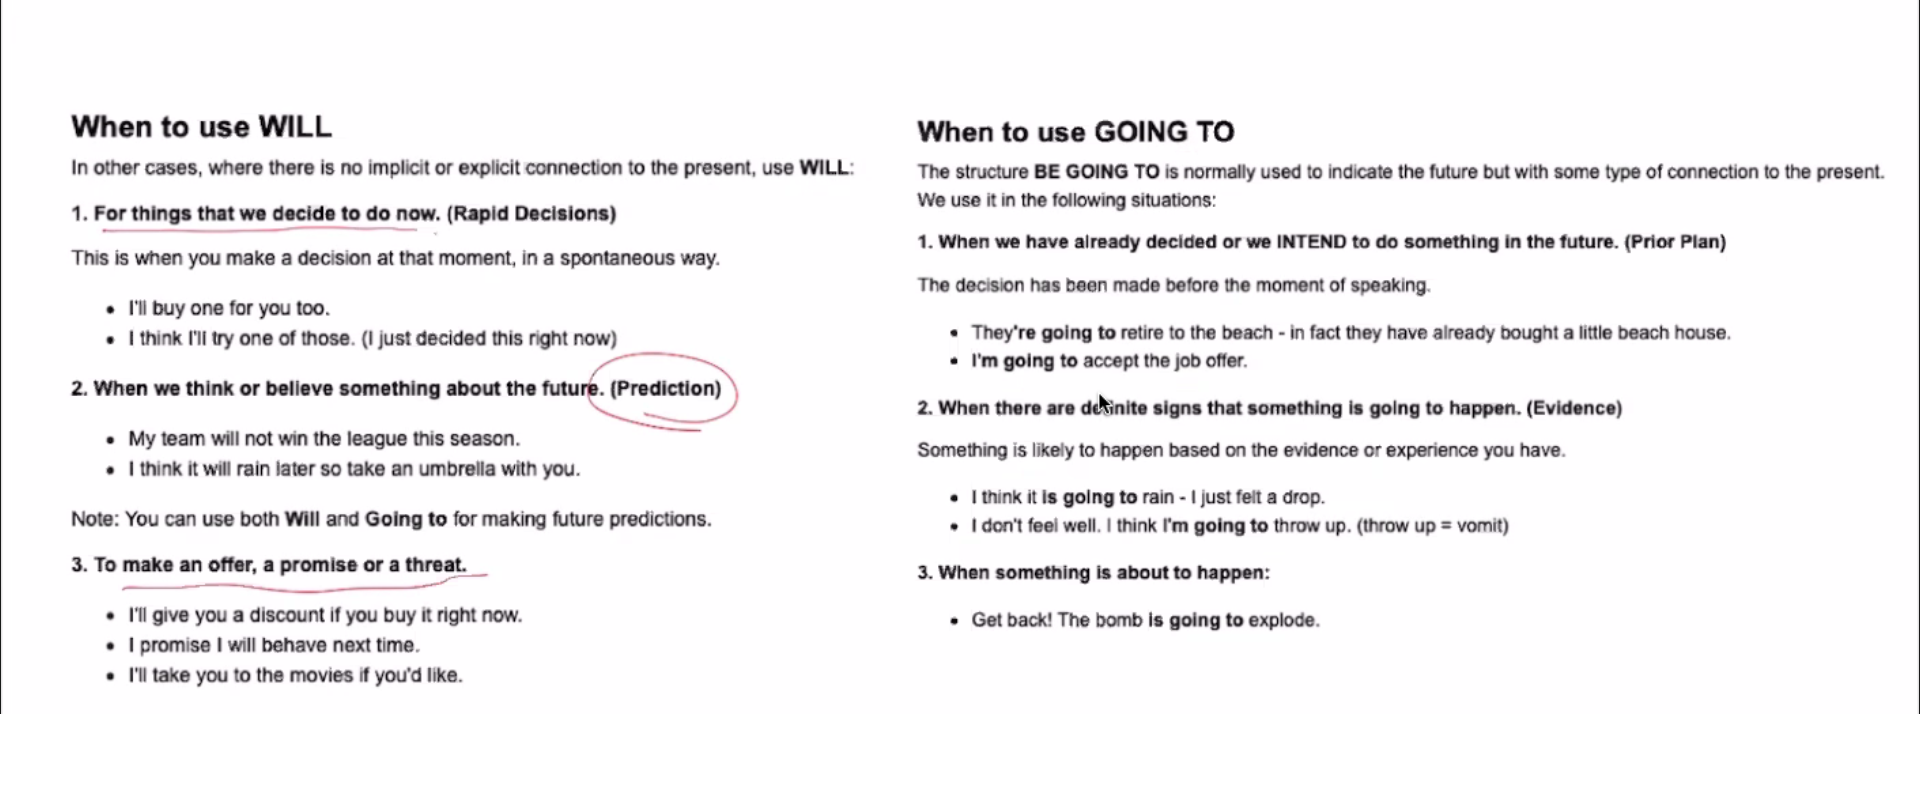 When to use WILL
In other cases, where there is no implicit or explicit connection to the present, use WILL:
1. For things that we decide to do now. (Rapid Decisions)
This is when you make a decision at that moment, in a spontaneous way.
• I'll buy one for you too.
• I think I'll try one of those. (I just decided this right now)
2. When we think or believe something about the future. (Prediction)
• My team will not win the league this season.
• I think it will rain later so take an umbrella with you.
Note: You can use both Will and Going to for making future predictions.
3. To make an offer, a promise or a threat.
• I'll give you a discount if you buy it right now.
• I promise I will behave next time.
• I'll take you to the movies if you'd like.
When to use GOING TO
The structure BE GOING TO is normally used to indicate the future but with some type of connection to the present.
We use it in the following situations:
1. When we have already decided or we INTEND to do something in the future. (Prior Plan)
The decision has been made before the moment of speaking.
• They're going to retire to the beach - in fact they have already bought a little beach house.
• I'm going to accept the job offer.
2. When there are definite signs that something is going to happen. (Evidence)
Something is likely to happen based on the evidence or experience you have.
• I think it is going to rain - I just felt a drop.
• I don't feel well. I think I'm going to throw up. (throw up = vomit)
3. When something is about to happen:
• Get back! The bomb is going to explode.